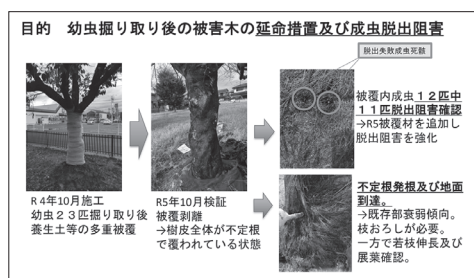 目的　幼虫掘り取り後の被害木の延命措置及び成虫脱出阻害
脱出失敗成虫死骸
被覆内成虫１２匹中
１１匹脱出阻害確認
→R5被覆材を追加し
脱出阻害を強化
R 4年10月施工
幼虫２３匹掘り取り後
養生土等の多重被覆
R5年10月検証
被覆剥離
→樹皮全体が不定根
で覆われている状態
不定根発根及び地面
到達。
→既存部衰弱傾向。
枝おろしが必要。
一方で若枝伸長及び
展葉確認。